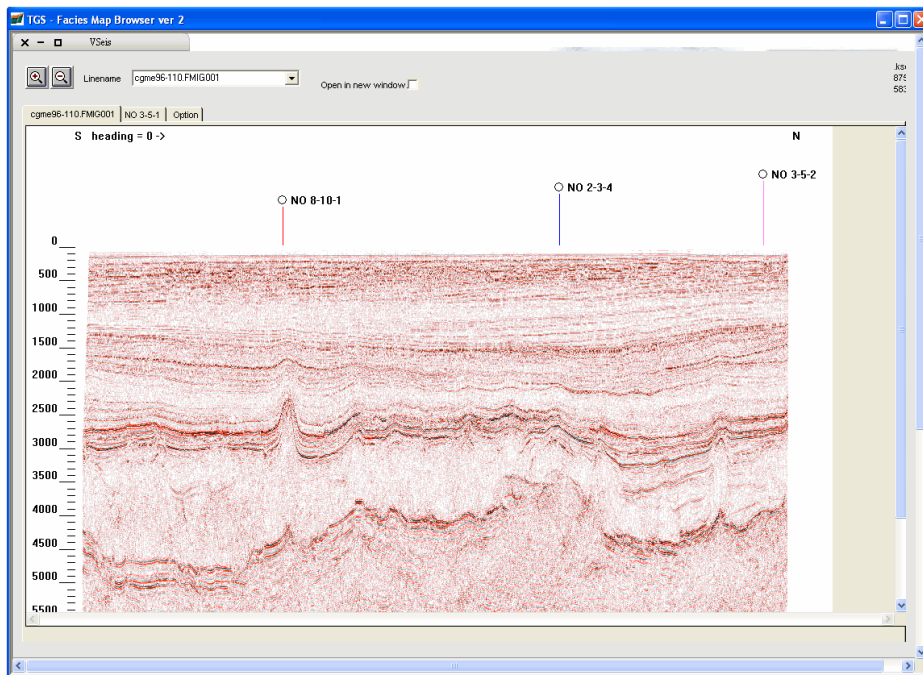 TGS - Facies Map Browser ver 2
VSeis
Linename cgme96-110.FMIG001
Open in new window
875
583
cgme96-110.FMIG001 NO 3-5-1 Option
S heading = 0 -> N
NO 3-5-2
NO 2-3-4
NO 8-10-1
0
500
1000
1500
2000
2500
3000
3500
4000
4500
5000
5500